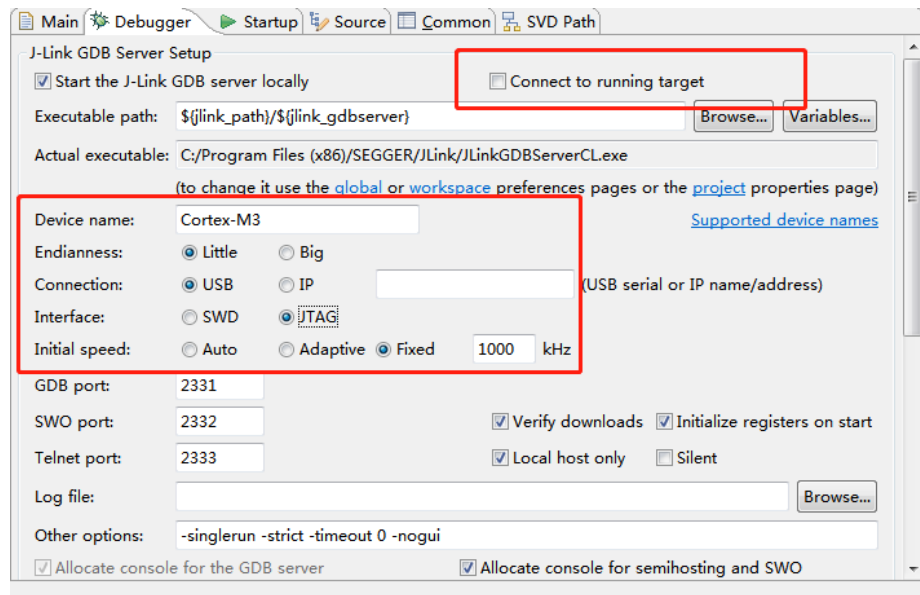 Main Debugger Startup Source Common SVD Path
J-Link GDB Server Setup
Start the J-Link GDB server locally Connect to running target
Executable path: ${jlink_path}/${jlink_gdbserver} Browse... Variables...
Actual executable: C:/Program Files (x86)/SEGGER/JLink/JLinkGDBServerCL.exe
(to change it use the global or workspace preferences pages or the project properties page)
Device name: Cortex-M3 Supported device names
Endianness: Little Big
Connection: USB IP (USB serial or IP name/address)
Interface: SWD JTAG
Initial speed: Auto Adaptive Fixed 1000 kHz
GDB port: 2331
SWO port: 2332 Verify downloads Initialize registers on start
Telnet port: 2333 Local host only Silent
Log file: Browse...
Other options: -singlerun -strict -timeout 0 -nogui
Allocate console for the GDB server Allocate console for semihosting and SWO